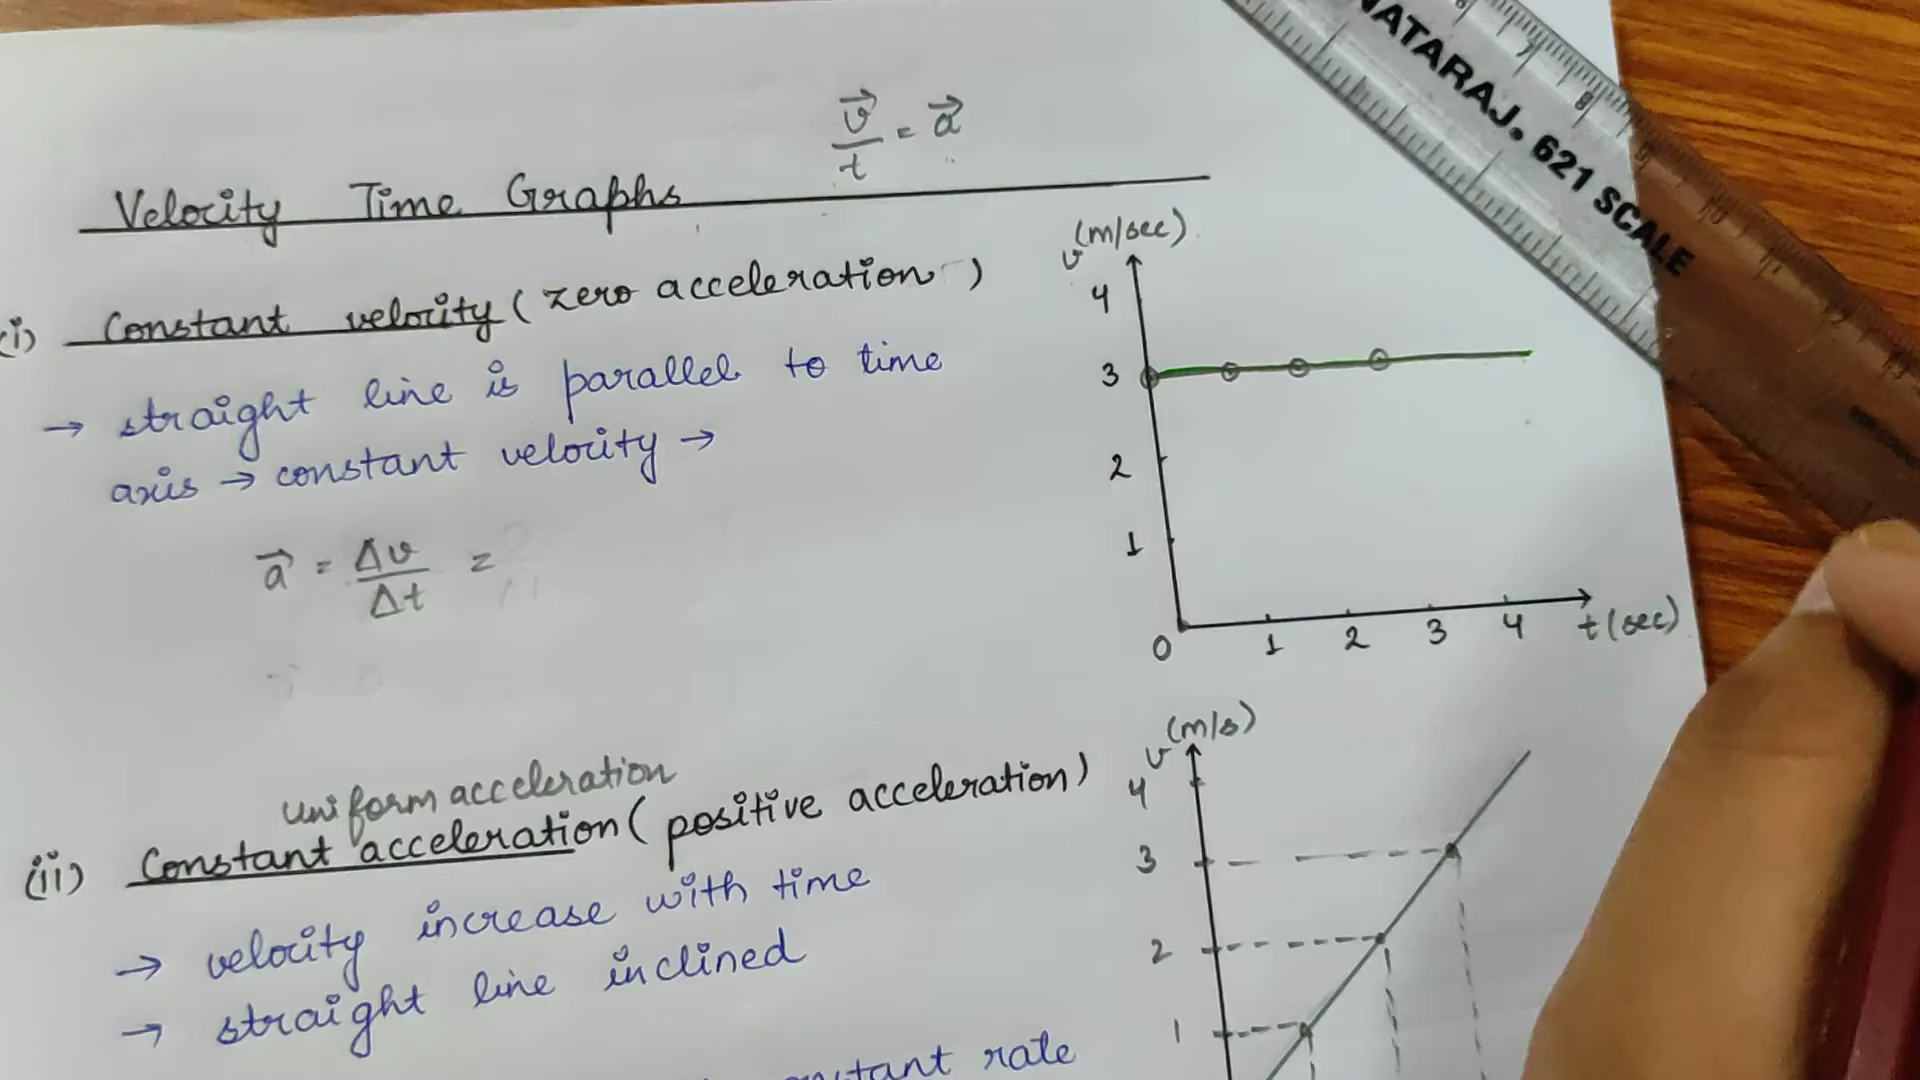 v⃗/t = a⃗
Velocity Time Graphs
(i) Constant velocity (zero acceleration)
→ straight line is parallel to time
axis → constant velocity →
a⃗ = Δv/Δt =
v (m/sec)
4
3
2
1
0 1 2 3 4 t (sec)
uniform acceleration
(ii) Constant acceleration (positive acceleration)
→ velocity increase with time
→ straight line inclined
rate
v (m/s)
4
3
2
1
NATARAJ. 621 SCALE